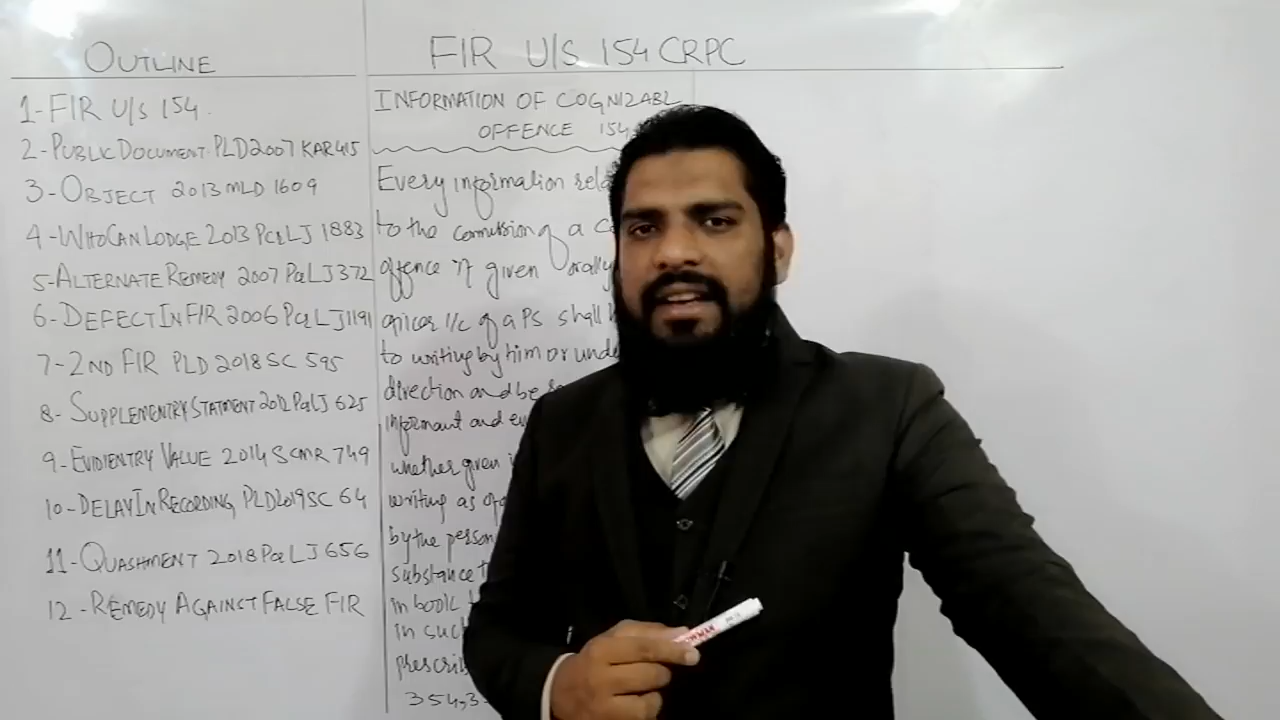 OUTLINE
1-FIR U/s 154.
2-PUBLIC DOCUMENT. PLD 2007 KAR 415
3-OBJECT 2013 MLD 1609
4-WHO CAN LODGE 2013 PCrLJ 1883
5-ALTERNATE REMEDY 2007 PCrLJ 372
6-DEFECT IN FIR 2006 PCrLJ 1191
7-2ND FIR PLD 2018 SC 595
8-SUPPLEMENTRY STATMENT 2012 PCrLJ 625
9-EVIDIENTRY VALUE 2014 SCMR 749
10-DELAY IN RECORDING, PLD 2019 SC 64
11-QUASHMENT 2018 PCrLJ 656
12-REMEDY AGAINST FALSE FIR
FIR U/S 154 CRPC
INFORMATION OF COGNIZABL
OFFENCE 154
Every information rela
to the commission of a c
offence if given orally
officer I/c of a PS shall b
to writing by him or unde
direction and be
informant and ev
whether given i
writing as
by the person
substance t
in book
in suc
prescrib
354,3